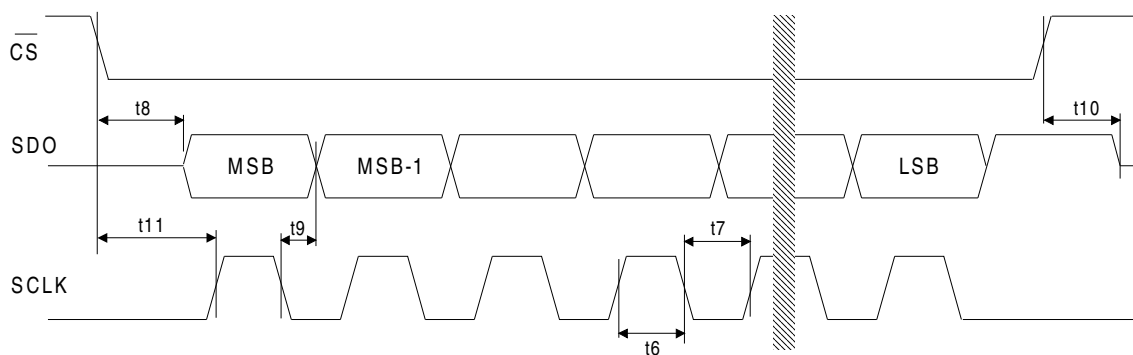 CS
t8
t10
SDO
MSB
MSB-1
LSB
t11
t9
t7
SCLK
t6